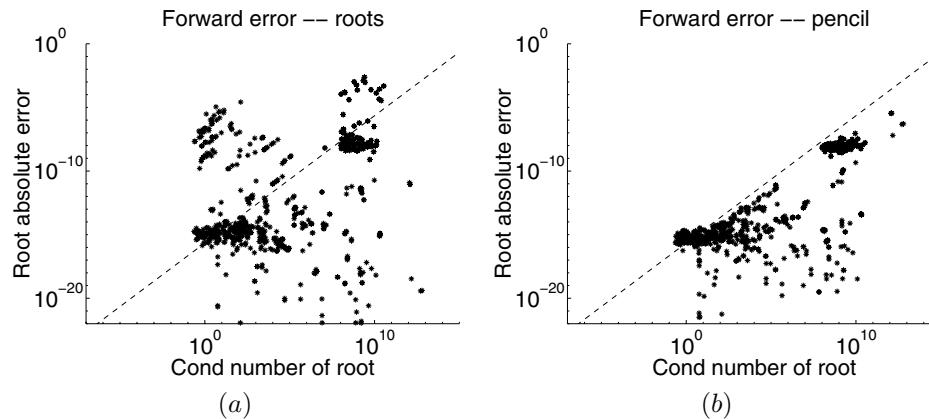 Forward error -- roots
10^0
10^-10
10^-20
Root absolute error
10^0
10^10
Cond number of root
(a)
Forward error -- pencil
10^0
10^-10
10^-20
Root absolute error
10^0
10^10
Cond number of root
(b)